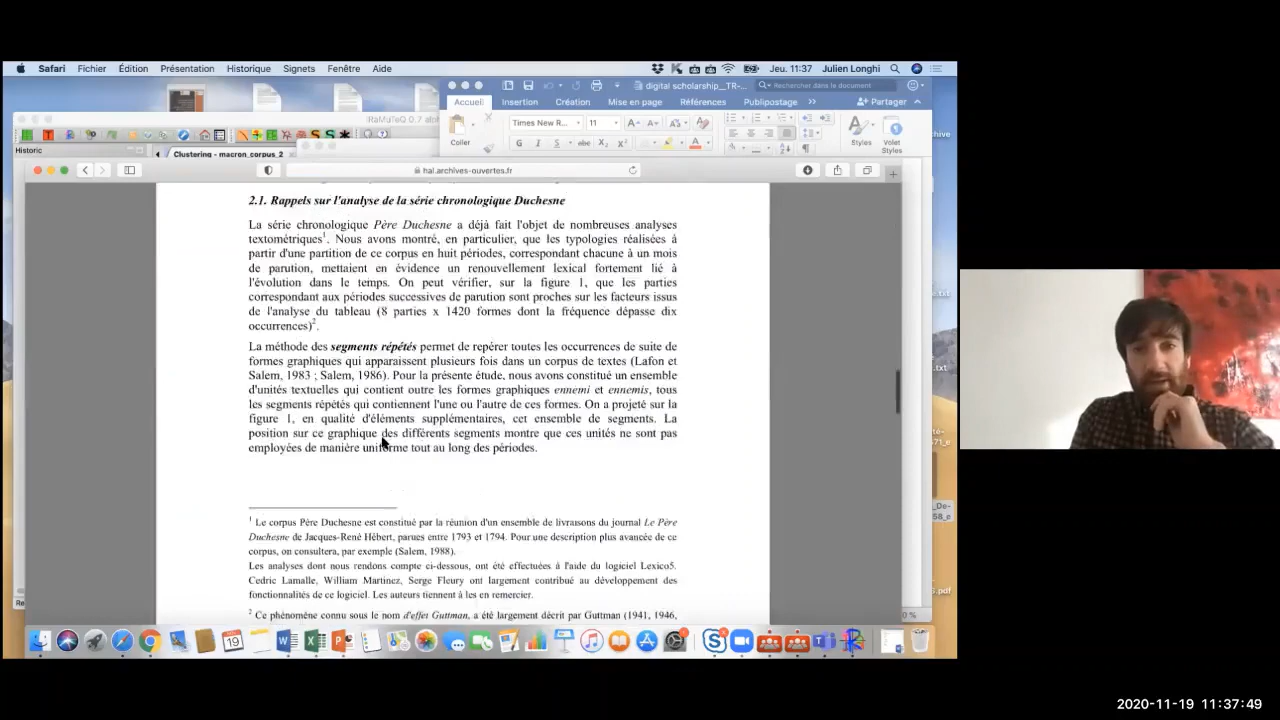 Safari Fichier Édition Présentation Historique Signets Fenêtre Aide
Jeu. 11:37 Julien Longhi
digital scholarship__TR-...
Rechercher dans le document
Accueil Insertion Création Mise en page Références Publipostage
Partager
IRaMuTeQ 0.7 alph
Times New R... 11
Coller
Styles
Volet Styles
Historic
Clustering - macron_corpus_2
hal.archives-ouvertes.fr
2.1. Rappels sur l'analyse de la série chronologique Duchesne
La série chronologique Père Duchesne a déjà fait l'objet de nombreuses analyses
textométriques1. Nous avons montré, en particulier, que les typologies réalisées à
partir d'une partition de ce corpus en huit périodes, correspondant chacune à un mois
de parution, mettaient en évidence un renouvellement lexical fortement lié à
l'évolution dans le temps. On peut vérifier, sur la figure 1, que les parties
correspondant aux périodes successives de parution sont proches sur les facteurs issus
de l'analyse du tableau (8 parties x 1420 formes dont la fréquence dépasse dix
occurrences)2.
La méthode des segments répétés permet de repérer toutes les occurrences de suite de
formes graphiques qui apparaissent plusieurs fois dans un corpus de textes (Lafon et
Salem, 1983 ; Salem, 1986). Pour la présente étude, nous avons constitué un ensemble
d'unités textuelles qui contient outre les formes graphiques ennemi et ennemis, tous
les segments répétés qui contiennent l'une ou l'autre de ces formes. On a projeté sur la
figure 1, en qualité d'éléments supplémentaires, cet ensemble de segments. La
position sur ce graphique des différents segments montre que ces unités ne sont pas
employées de manière uniforme tout au long des périodes.
1 Le corpus Père Duchesne est constitué par la réunion d'un ensemble de livraisons du journal Le Père
Duchesne de Jacques-René Hébert, parues entre 1793 et 1794. Pour une description plus avancée de ce
corpus, on consultera, par exemple (Salem, 1988).
Les analyses dont nous rendons compte ci-dessous, ont été effectuées à l'aide du logiciel Lexico5.
Cedric Lamalle, William Martinez, Serge Fleury ont largement contribué au développement des
fonctionnalités de ce logiciel. Les auteurs tiennent à les en remercier.
2 Ce phénomène connu sous le nom d'effet Guttman, a été largement décrit par Guttman (1941, 1946,
2020-11-19 11:37:49